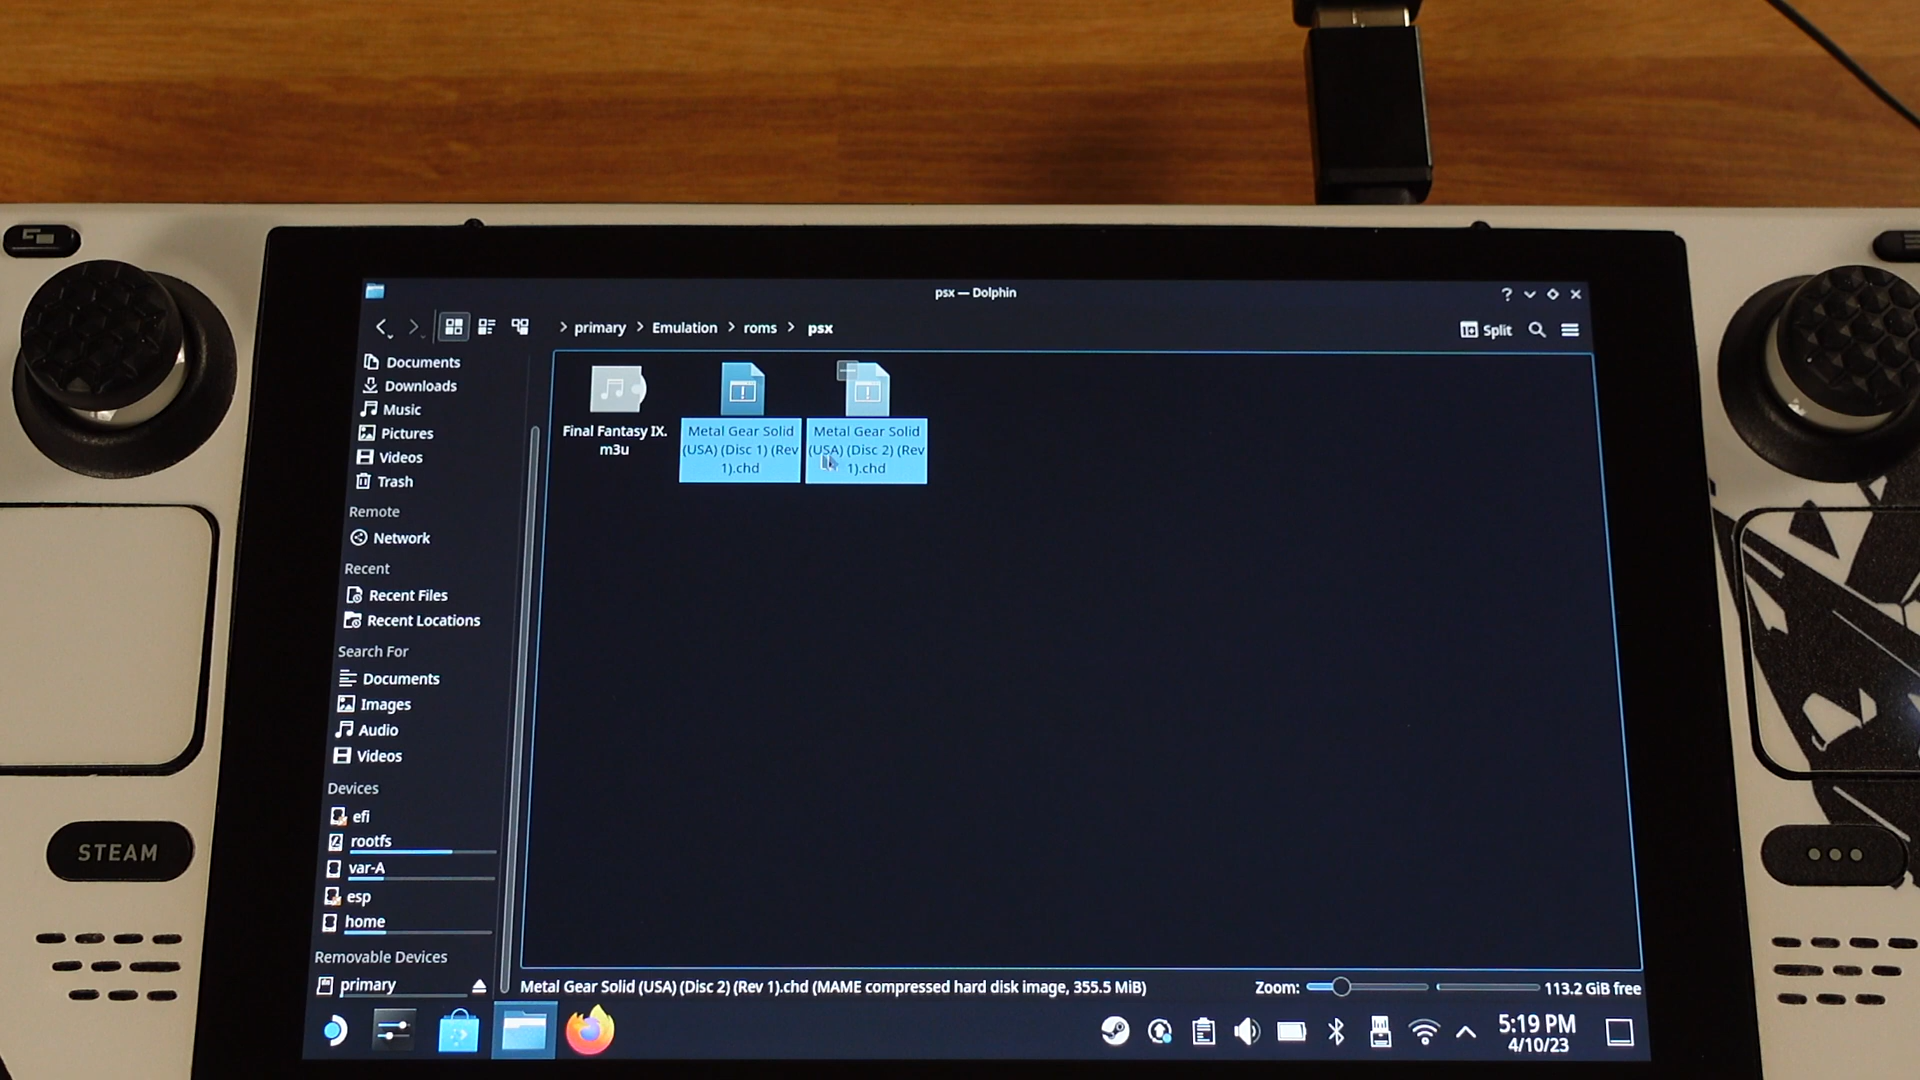 psx — Dolphin
primary
Emulation
roms
psx
Split
Documents
Downloads
Music
Pictures
Videos
Trash
Remote
Network
Recent
Recent Files
Recent Locations
Search For
Documents
Images
Audio
Videos
Devices
efi
rootfs
var-A
esp
home
Removable Devices
primary
Final Fantasy IX.
m3u
Metal Gear Solid
(USA) (Disc 1) (Rev
1).chd
Metal Gear Solid
(USA) (Disc 2) (Rev
1).chd
Metal Gear Solid (USA) (Disc 2) (Rev 1).chd (MAME compressed hard disk image, 355.5 MiB)
Zoom:
113.2 GiB free
5:19 PM
4/10/23
STEAM